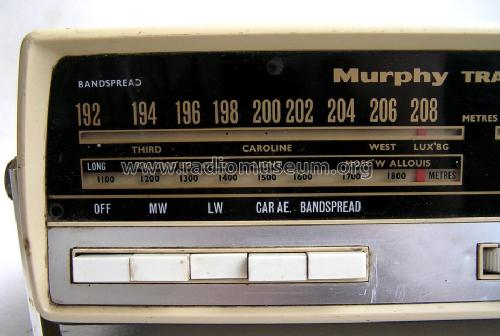 BANDSPREAD
Murphy TRA
192 194 196 198 200 202 204 206 208
METRES
THIRD CAROLINE WEST LUX'BG
www.radiomuseum.org
LONG LIGHT MOSC'W ALLOUIS
1100 1200 1300 1400 1500 1600 1700 1800 METRES
OFF MW LW CAR AE. BANDSPREAD